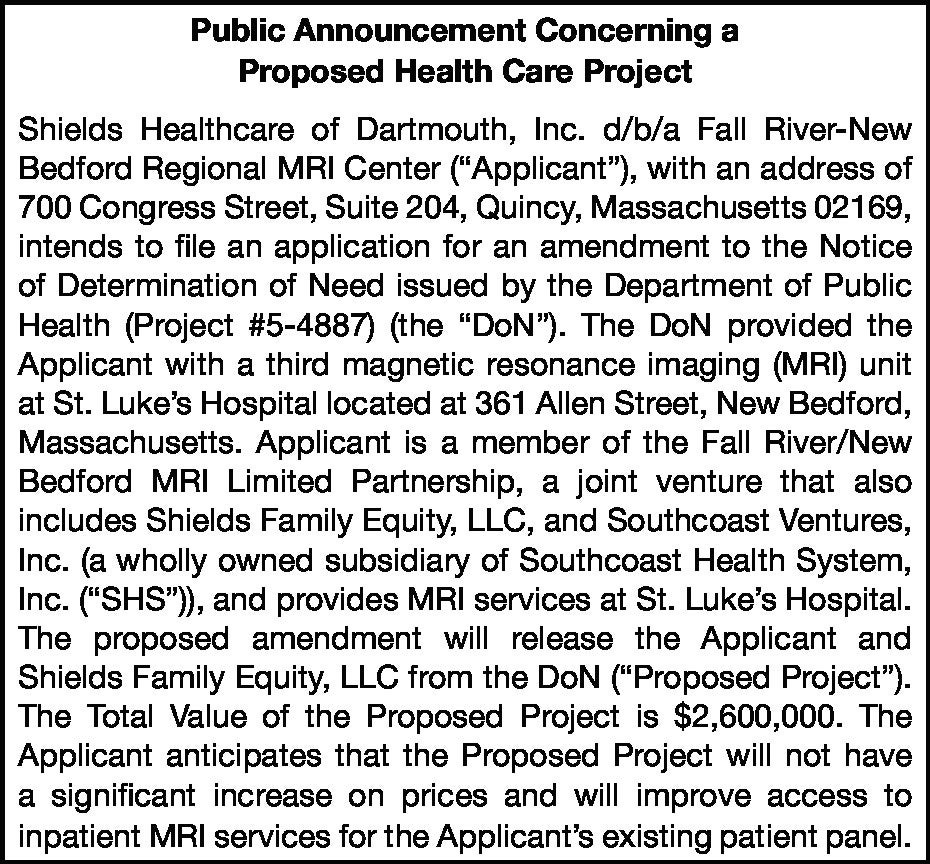 Public Announcement Concerning a
Proposed Health Care Project
Shields Healthcare of Dartmouth, Inc. d/b/a Fall River-New
Bedford Regional MRI Center (“Applicant”), with an address of
700 Congress Street, Suite 204, Quincy, Massachusetts 02169,
intends to file an application for an amendment to the Notice
of Determination of Need issued by the Department of Public
Health (Project #5-4887) (the “DoN”). The DoN provided the
Applicant with a third magnetic resonance imaging (MRI) unit
at St. Luke’s Hospital located at 361 Allen Street, New Bedford,
Massachusetts. Applicant is a member of the Fall River/New
Bedford MRI Limited Partnership, a joint venture that also
includes Shields Family Equity, LLC, and Southcoast Ventures,
Inc. (a wholly owned subsidiary of Southcoast Health System,
Inc. (“SHS”)), and provides MRI services at St. Luke’s Hospital.
The proposed amendment will release the Applicant and
Shields Family Equity, LLC from the DoN (“Proposed Project”).
The Total Value of the Proposed Project is $2,600,000. The
Applicant anticipates that the Proposed Project will not have
a significant increase on prices and will improve access to
inpatient MRI services for the Applicant’s existing patient panel.